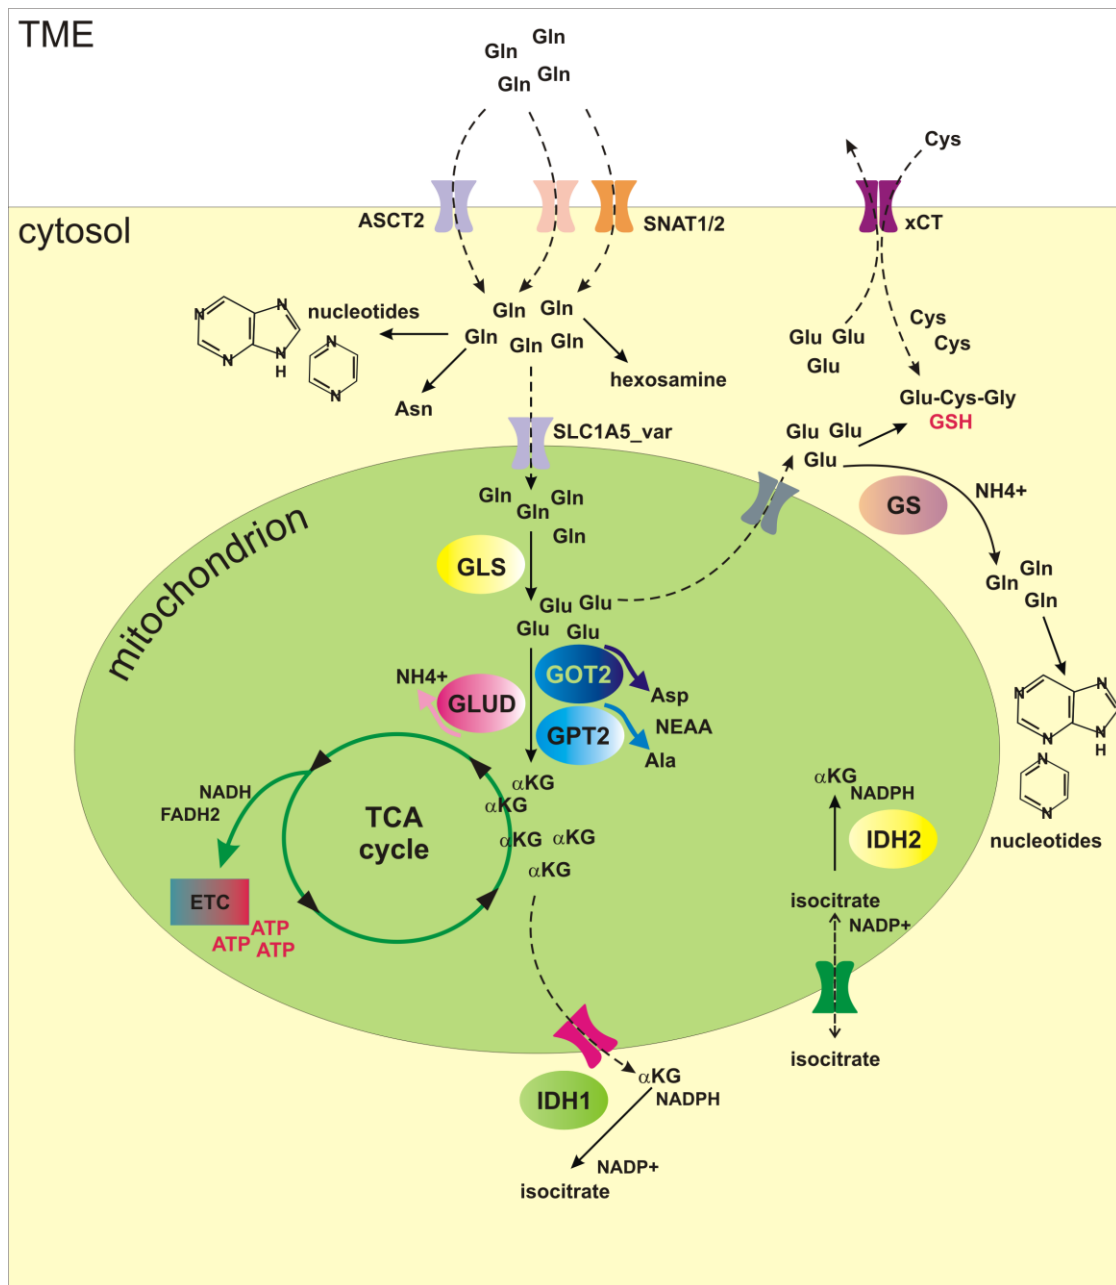 TME
Gln
Gln
Gln
Gln
Cys
cytosol
ASCT2
SNAT1/2
xCT
nucleotides
N
N
N
N
H
N
N
Gln
Gln
Gln
Gln
Gln
Asn
hexosamine
Glu
Glu
Glu
Cys
Cys
Glu-Cys-Gly
GSH
SLC1A5_var
Glu
Glu
Glu
GS
NH4+
mitochondrion
Gln
Gln
Gln
Gln
GLS
Gln
Gln
Gln
Glu
Glu
Glu
Glu
NH4+
GLUD
GOT2
Asp
GPT2
NEAA
Ala
N
N
N
N
H
N
N
nucleotides
αKG
αKG
αKG
αKG
αKG
NADH
FADH2
TCA
cycle
ETC
ATP
ATP
ATP
αKG
NADPH
IDH2
isocitrate
NADP+
isocitrate
αKG
NADPH
IDH1
NADP+
isocitrate